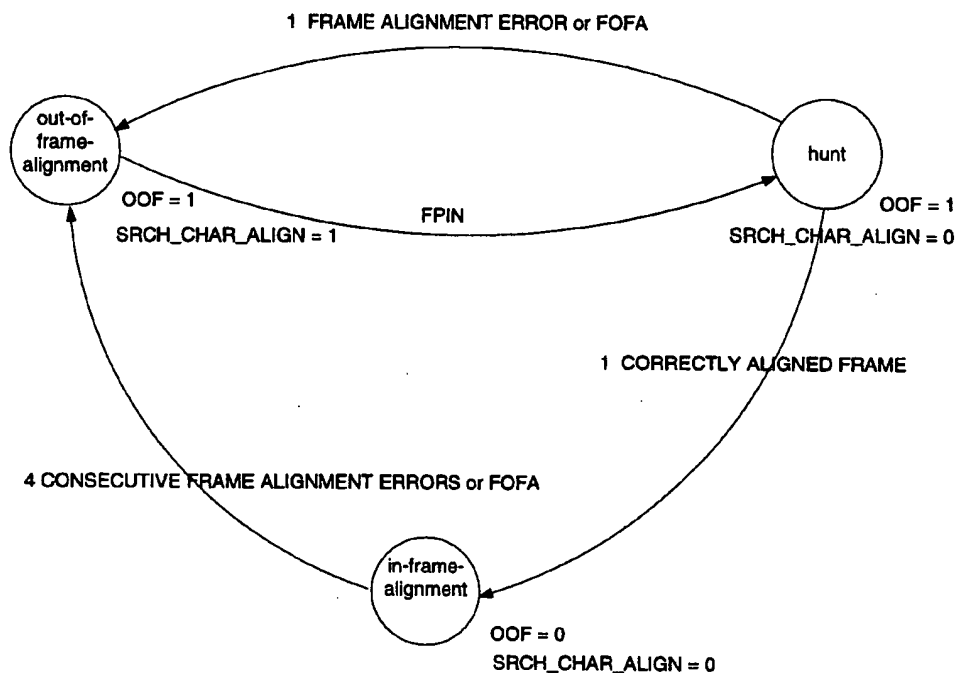 1 FRAME ALIGNMENT ERROR or FOFA
out-of-
frame-
alignment
hunt
OOF = 1
SRCH_CHAR_ALIGN = 1
FPIN
OOF = 1
SRCH_CHAR_ALIGN = 0
1 CORRECTLY ALIGNED FRAME
4 CONSECUTIVE FRAME ALIGNMENT ERRORS or FOFA
in-frame-
alignment
OOF = 0
SRCH_CHAR_ALIGN = 0